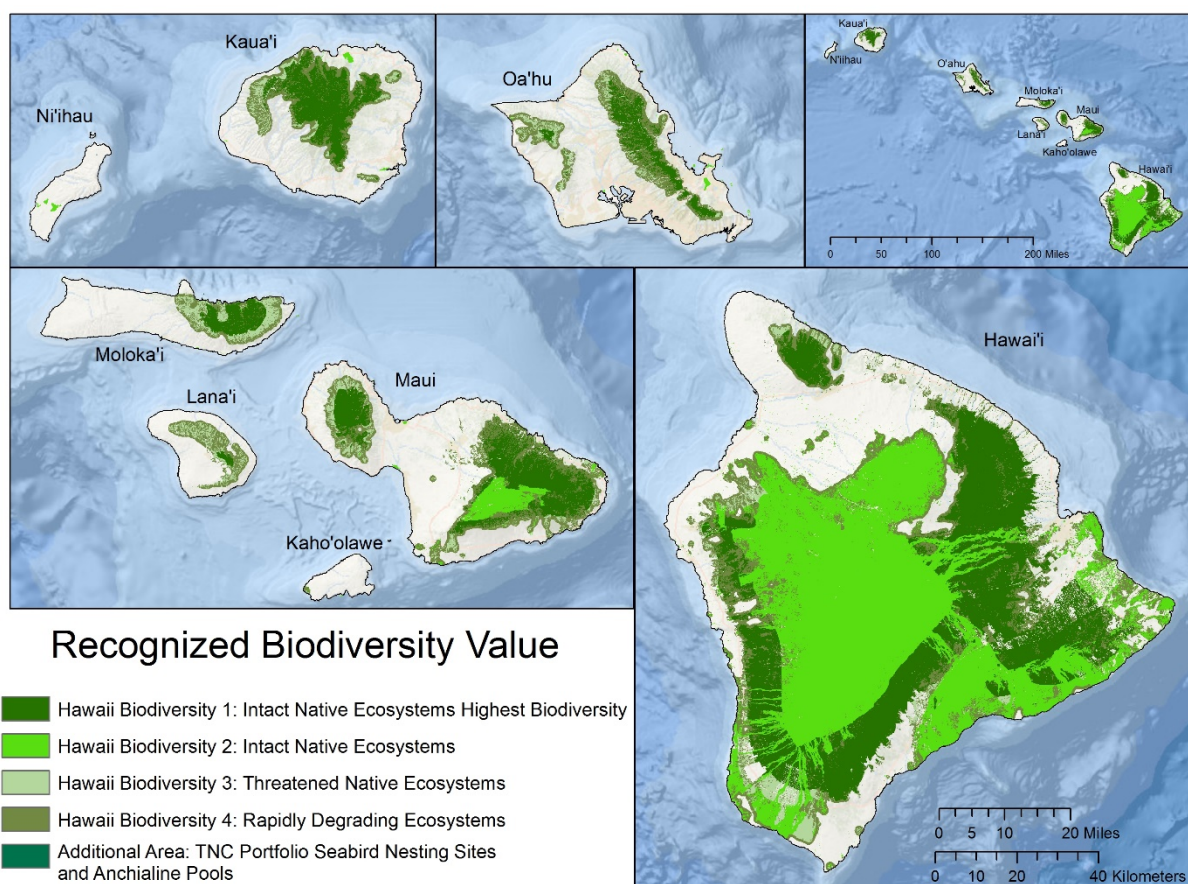 Kaua'i
Ni'ihau
Oa'hu
Kaua'i
N'iihau
O'ahu
Moloka'i
Maui
Lana'i
Kaho'olawe
Hawai'i
0 50 100 200 Miles
Moloka'i
Lana'i
Maui
Kaho'olawe
Hawai'i
Recognized Biodiversity Value
Hawaii Biodiversity 1: Intact Native Ecosystems Highest Biodiversity
Hawaii Biodiversity 2: Intact Native Ecosystems
Hawaii Biodiversity 3: Threatened Native Ecosystems
Hawaii Biodiversity 4: Rapidly Degrading Ecosystems
Additional Area: TNC Portfolio Seabird Nesting Sites
and Anchialine Pools
0 5 10 20 Miles
0 10 20 40 Kilometers